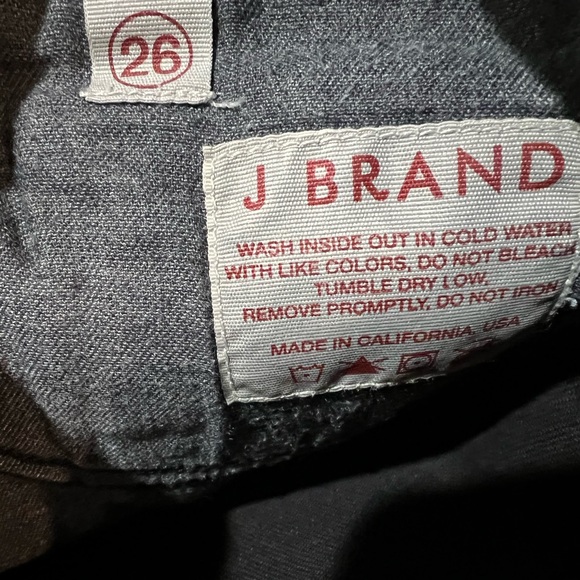 26
J BRAND
WASH INSIDE OUT IN COLD WATER
WITH LIKE COLORS, DO NOT BLEACH
TUMBLE DRY LOW,
REMOVE PROMPTLY, DO NOT IRON
MADE IN CALIFORNIA, USA